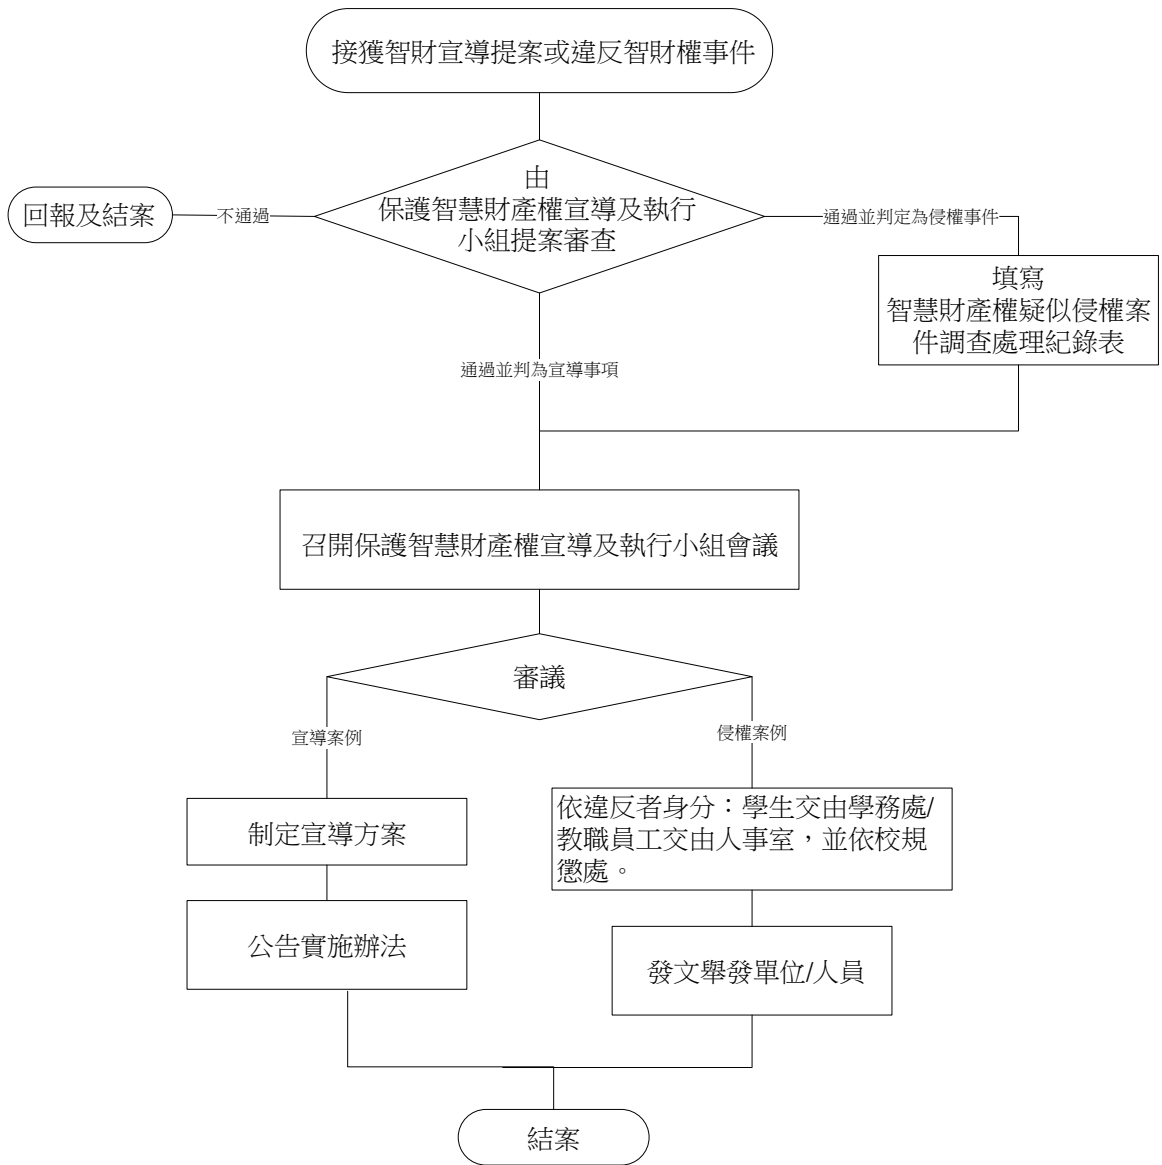 接獲智財宣導提案或違反智財權事件
由
保護智慧財產權宣導及執行
小組提案審查
回報及結案
不通過
通過並判定為侵權事件
填寫
智慧財產權疑似侵權案
件調查處理紀錄表
通過並判為宣導事項
召開保護智慧財產權宣導及執行小組會議
審議
宣導案例
侵權案例
制定宣導方案
依違反者身分：學生交由學務處/
教職員工交由人事室，並依校規
懲處。
公告實施辦法
發文舉發單位/人員
結案